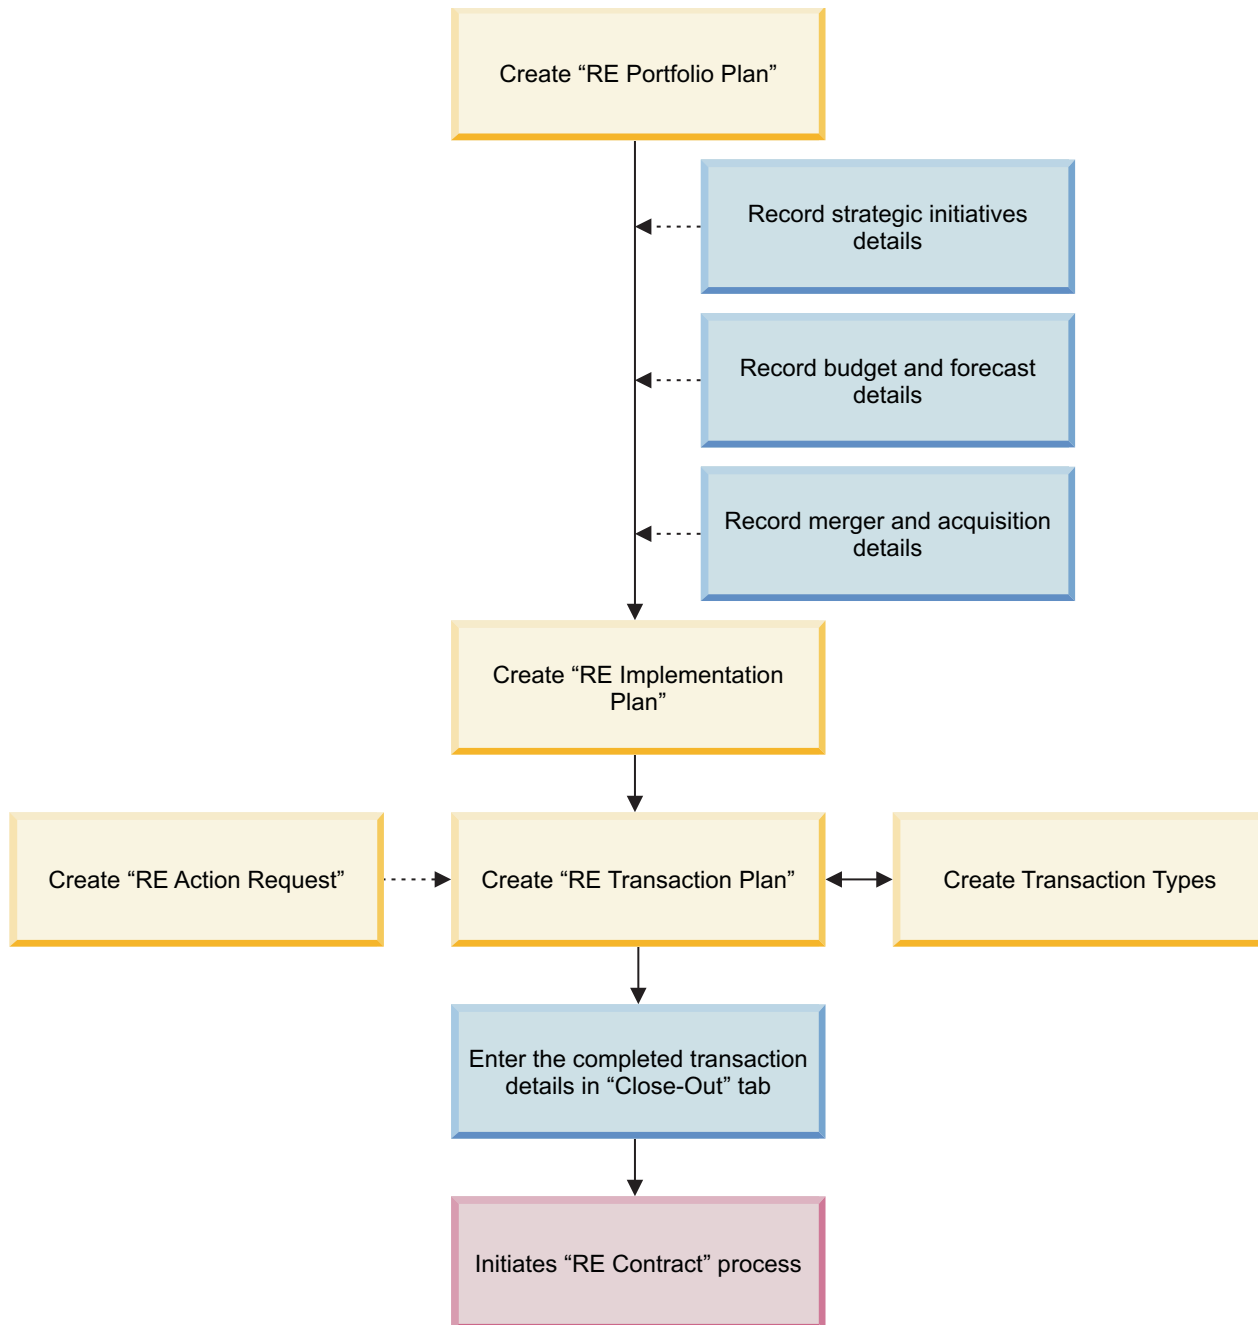 Create “RE Portfolio Plan”
Record strategic initiatives
details
Record budget and forecast
details
Record merger and acquisition
details
Create “RE Implementation
Plan”
Create “RE Action Request”
Create “RE Transaction Plan”
Create Transaction Types
Enter the completed transaction
details in “Close-Out” tab
Initiates “RE Contract” process